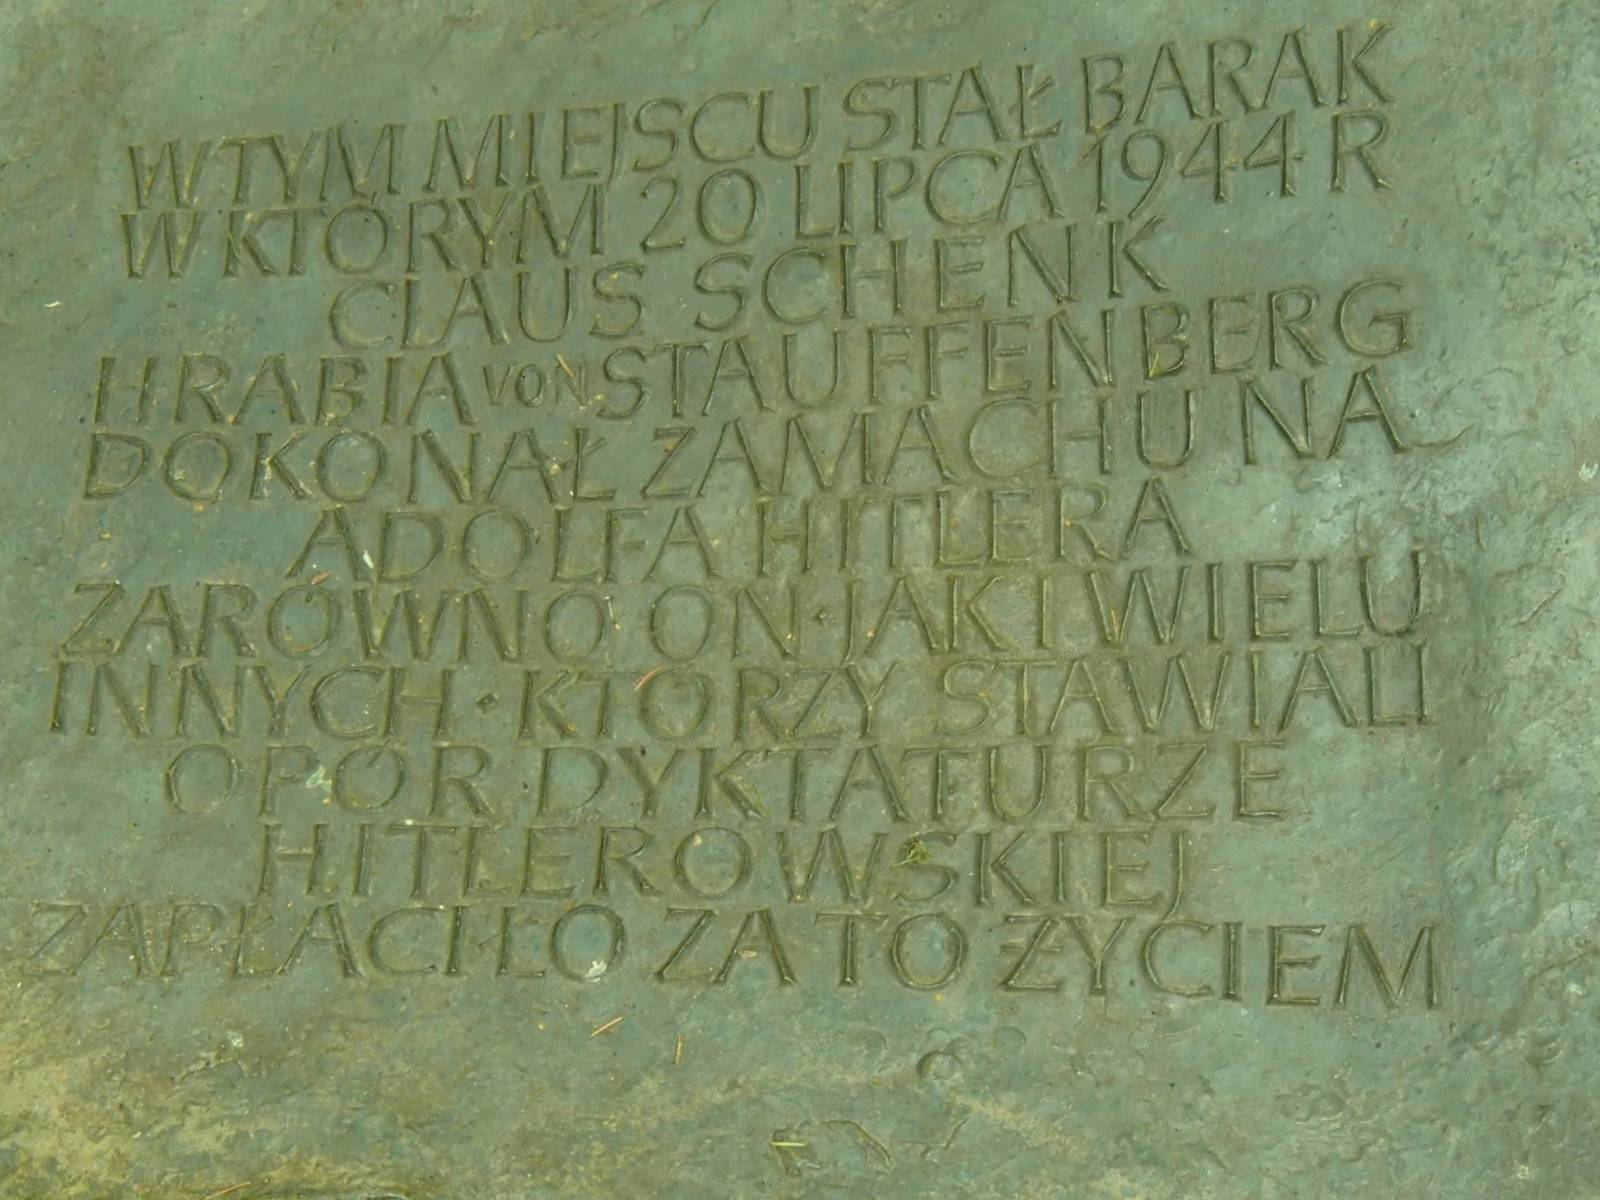 W TYM MIEJSCU STAŁ BARAK
W KTÓRYM 20 LIPCA 1944 R
CLAUS SCHENK
HRABIA VON STAUFFENBERG
DOKONAŁ ZAMACHU NA
ADOLFA HITLERA
ZARÓWNO ON · JAK I WIELU
INNYCH · KTÓRZY STAWIALI
OPÓR DYKTATURZE
HITLEROWSKIEJ
ZAPŁACIŁO ZA TO ŻYCIEM